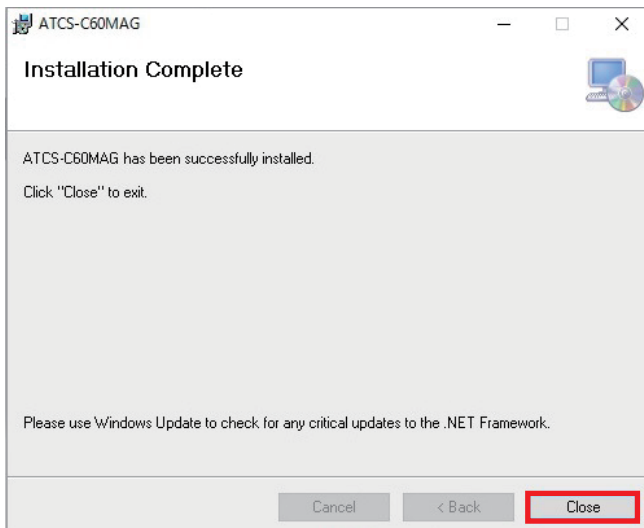 ATCS-C60MAG
Installation Complete
ATCS-C60MAG has been successfully installed.
Click "Close" to exit.
Please use Windows Update to check for any critical updates to the .NET Framework.
Cancel
< Back
Close